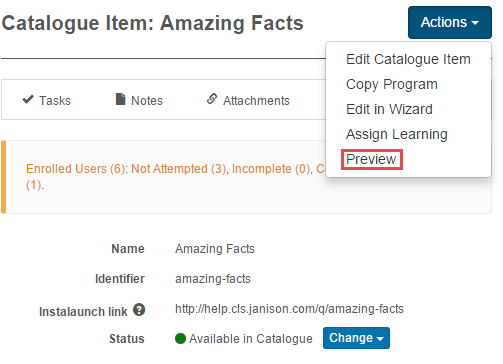 Catalogue Item: Amazing Facts
Actions
Edit Catalogue Item
Copy Program
Edit in Wizard
Assign Learning
Preview
Tasks
Notes
Attachments
Enrolled Users (6): Not Attempted (3), Incomplete (0), C
(1).
Name Amazing Facts
Identifier amazing-facts
Instalaunch link ? http://help.cls.janison.com/q/amazing-facts
Status Available in Catalogue Change